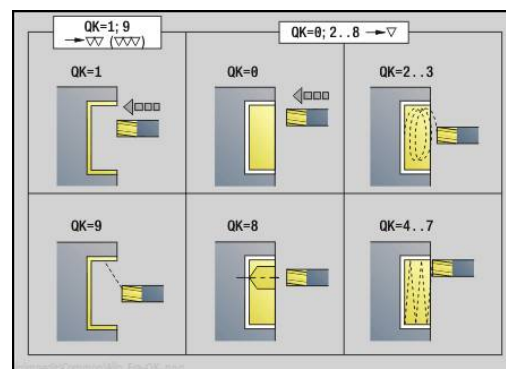 QK=1; 9
→▽▽ (▽▽▽)
QK=0; 2..8 →▽
QK=1
QK=0
QK=2..3
QK=9
QK=8
QK=4..7